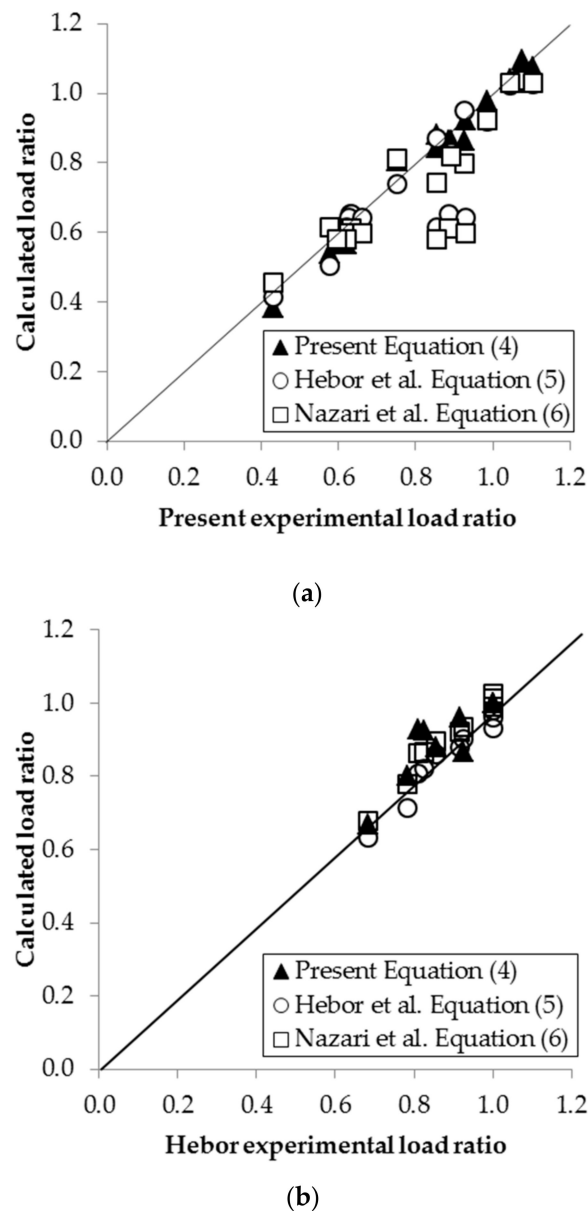 1.2
1.0
0.8
0.6
0.4
0.2
0.0
Calculated load ratio
Present Equation (4)
Hebor et al. Equation (5)
Nazari et al. Equation (6)
0.0 0.2 0.4 0.6 0.8 1.0 1.2
Present experimental load ratio
(a)
1.2
1.0
0.8
0.6
0.4
0.2
0.0
Calculated load ratio
Present Equation (4)
Hebor et al. Equation (5)
Nazari et al. Equation (6)
0.0 0.2 0.4 0.6 0.8 1.0 1.2
Hebor experimental load ratio
(b)